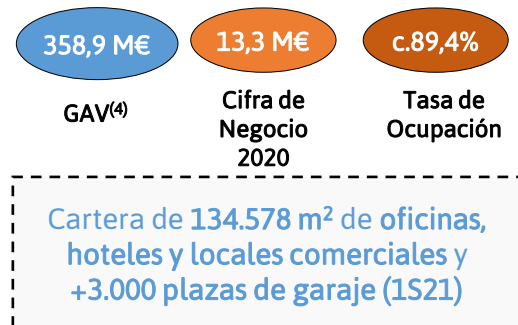 358,9 M€ 13,3 M€ c.89,4%
GAV(4)
Cifra de
Negocio
2020
Tasa de
Ocupación
Cartera de 134.578 m² de oficinas,
hoteles y locales comerciales y
+3.000 plazas de garaje (1S21)